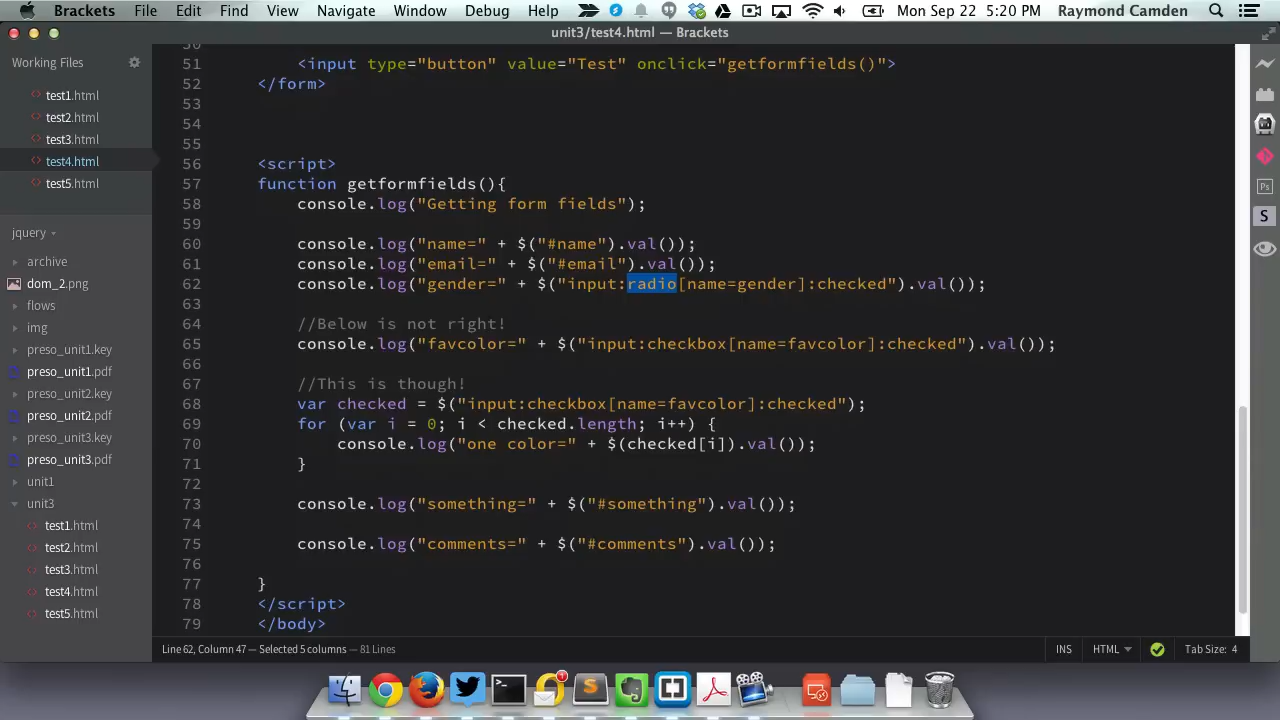 Brackets File Edit Find View Navigate Window Debug Help Mon Sep 22 5:20 PM Raymond Camden
unit3/test4.html — Brackets
Working Files
test1.html
test2.html
test3.html
test4.html
test5.html
jquery
archive
dom_2.png
flows
img
preso_unit1.key
preso_unit1.pdf
preso_unit2.key
preso_unit2.pdf
preso_unit3.key
preso_unit3.pdf
unit1
unit3
test1.html
test2.html
test3.html
test4.html
test5.html
50
51 <input type="button" value="Test" onclick="getformfields()">
52 </form>
53
54
55
56 <script>
57 function getformfields(){
58 console.log("Getting form fields");
59
60 console.log("name=" + $("#name").val());
61 console.log("email=" + $("#email").val());
62 console.log("gender=" + $("input:radio[name=gender]:checked").val());
63
64 //Below is not right!
65 console.log("favcolor=" + $("input:checkbox[name=favcolor]:checked").val());
66
67 //This is though!
68 var checked = $("input:checkbox[name=favcolor]:checked");
69 for (var i = 0; i < checked.length; i++) {
70 console.log("one color=" + $(checked[i]).val());
71 }
72
73 console.log("something=" + $("#something").val());
74
75 console.log("comments=" + $("#comments").val());
76
77 }
78 </script>
79 </body>
Line 62, Column 47 — Selected 5 columns — 81 Lines INS HTML Tab Size: 4
Ps
S
1
S